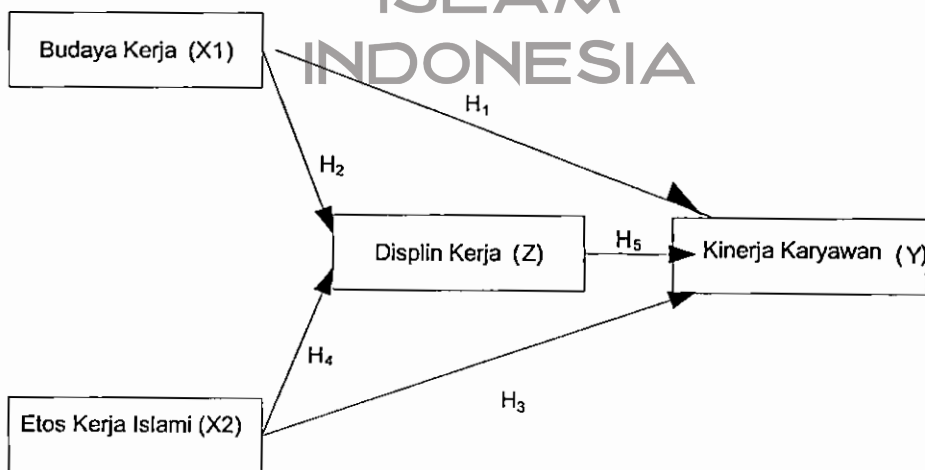 ISLAM
INDONESIA
Budaya Kerja (X1)
H₁
H₂
Displin Kerja (Z)
H₅
Kinerja Karyawan (Y)
H₄
Etos Kerja Islami (X2)
H₃